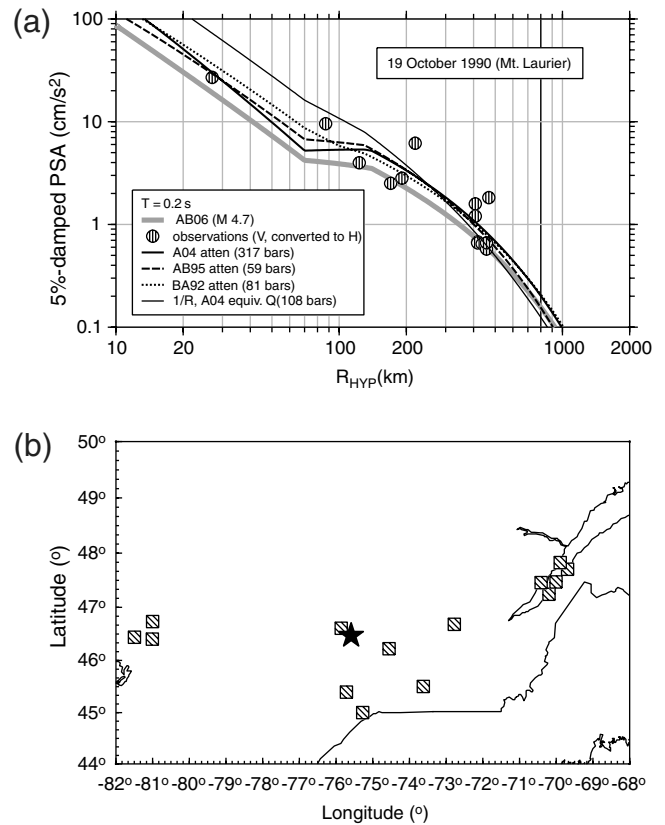 (a)
100
10
1
0.1
5%-damped PSA (cm/s²)
19 October 1990 (Mt. Laurier)
T = 0.2 s
AB06 (M 4.7)
observations (V, converted to H)
A04 atten (317 bars)
AB95 atten (59 bars)
BA92 atten (81 bars)
1/R, A04 equiv. Q(108 bars)
10 20 100 200 1000 2000
R_HYP(km)
(b)
50°
49°
48°
47°
46°
45°
44°
Latitude (°)
-82° -81° -80° -79° -78° -77° -76° -75° -74° -73° -72° -71° -70° -69° -68°
Longitude (°)